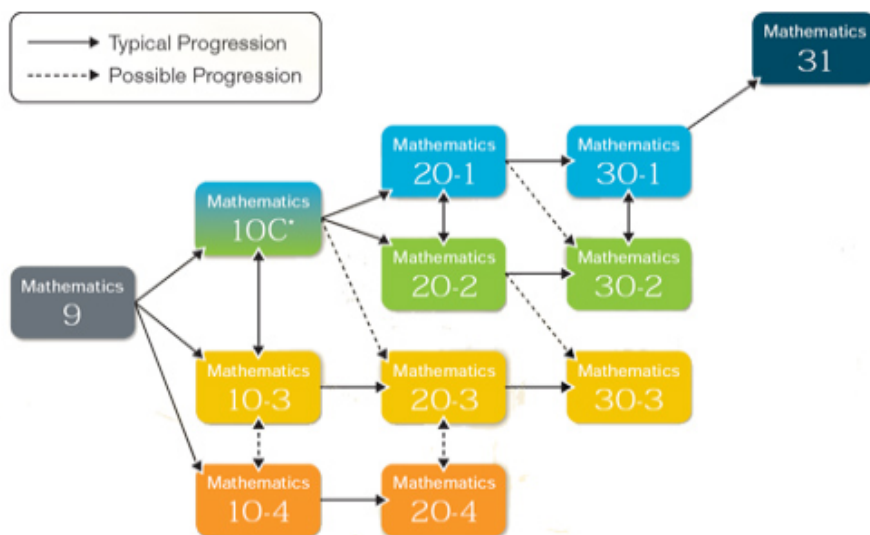 Typical Progression
Possible Progression
Mathematics
31
Mathematics
20-1
Mathematics
30-1
Mathematics
10C*
Mathematics
20-2
Mathematics
30-2
Mathematics
9
Mathematics
10-3
Mathematics
20-3
Mathematics
30-3
Mathematics
10-4
Mathematics
20-4